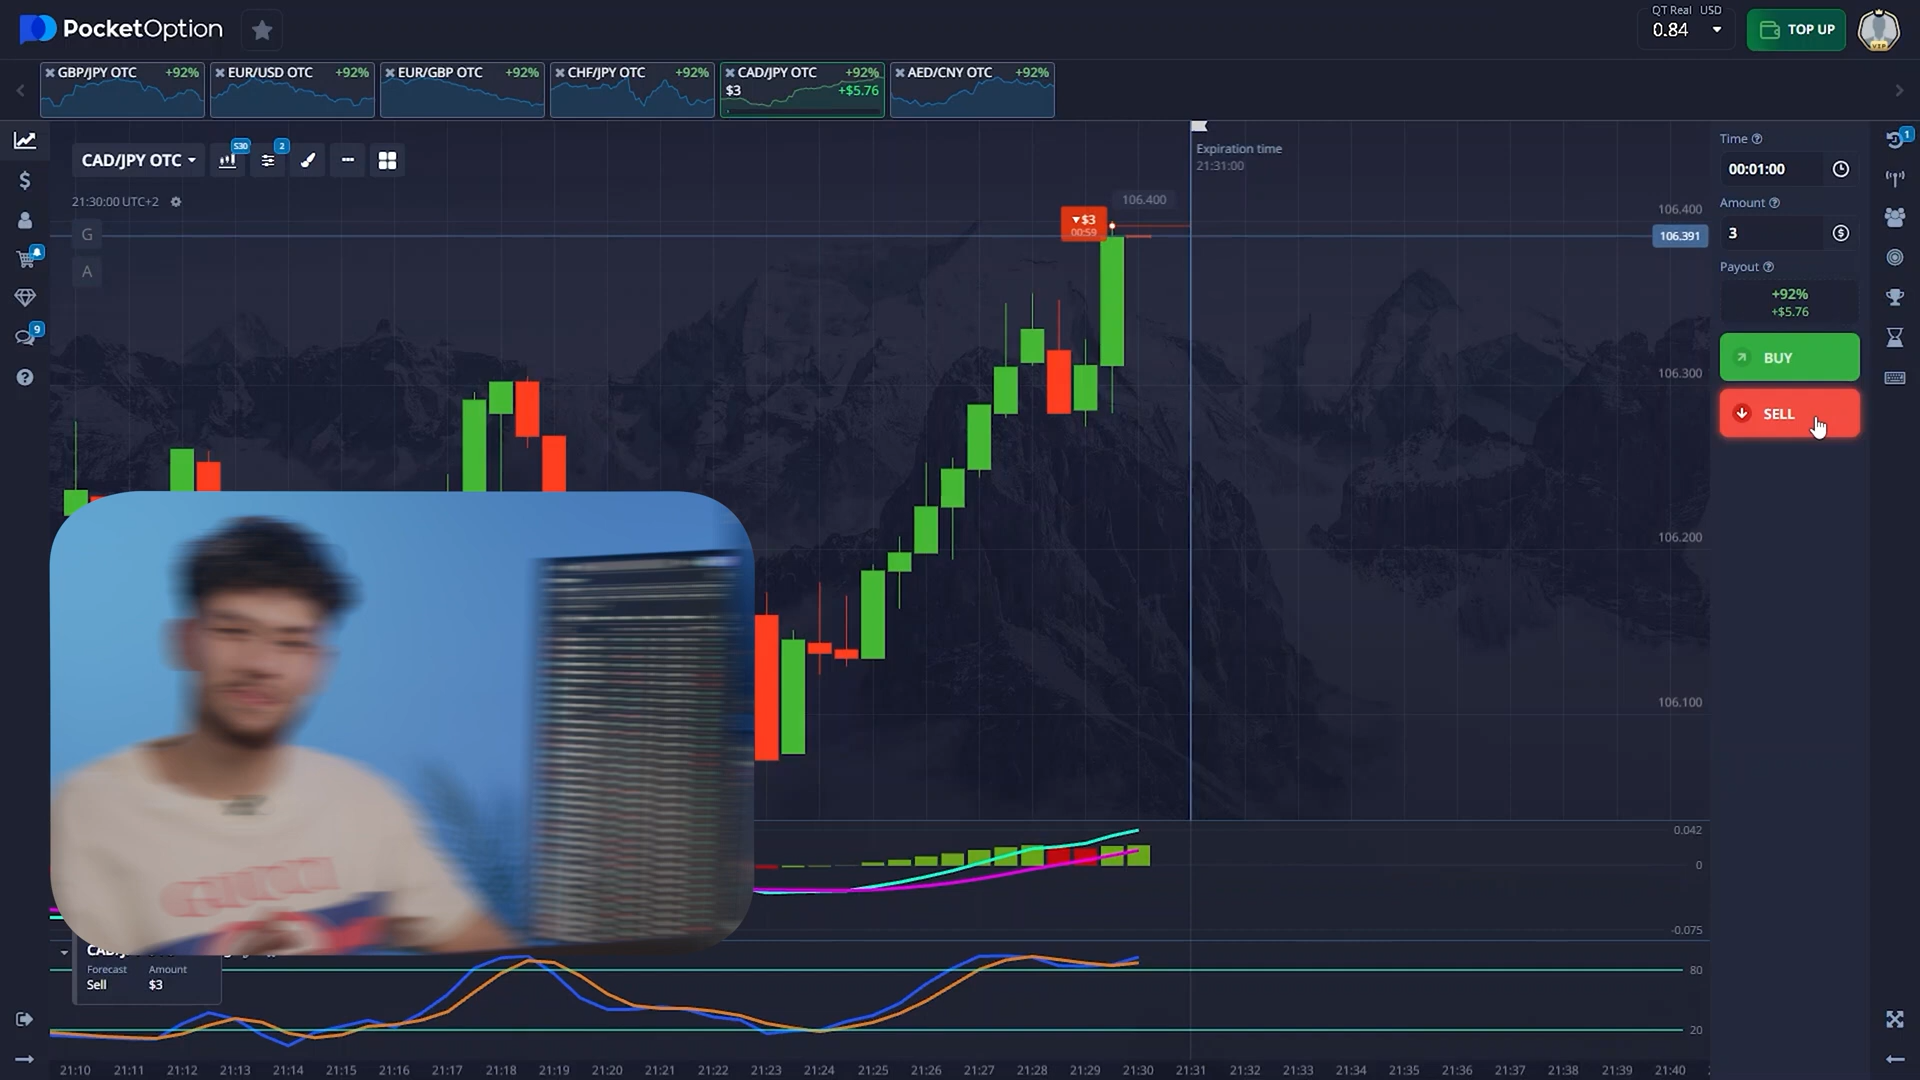 PocketOption
QT Real USD
0.84
TOP UP
VIP
GBP/JPY OTC +92%
EUR/USD OTC +92%
EUR/GBP OTC +92%
CHF/JPY OTC +92%
CAD/JPY OTC +92%
$3 +$5.76
AED/CNY OTC +92%
CAD/JPY OTC
S30
2
21:30:00 UTC+2
G
A
Expiration time
21:31:00
106.400
$3
00:59
106.400
106.391
106.300
106.200
106.100
0.042
0
-0.075
80
20
Time
00:01:00
Amount
3
Payout
+92%
+$5.76
BUY
SELL
1
9
Forecast Amount
Sell $3
21:10 21:11 21:12 21:13 21:14 21:15 21:16 21:17 21:18 21:19 21:20 21:21 21:22 21:23 21:24 21:25 21:26 21:27 21:28 21:29 21:30 21:31 21:32 21:33 21:34 21:35 21:36 21:37 21:38 21:39 21:40